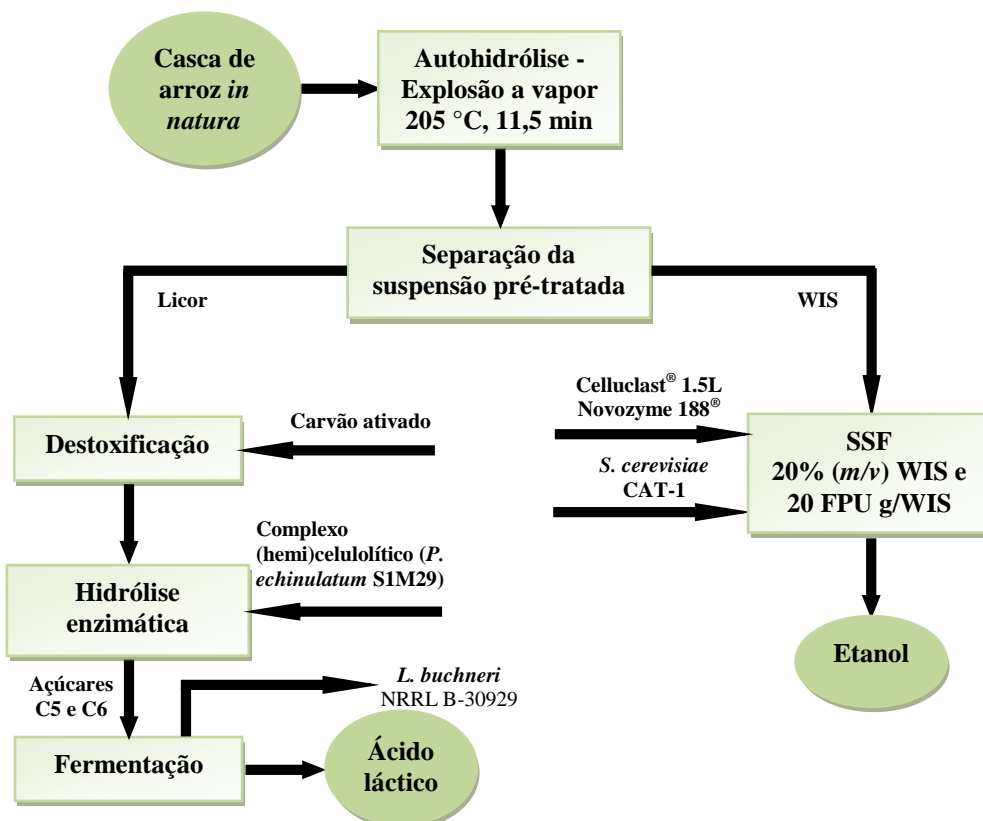 Casca de
arroz in
natura
Autohidrólise -
Explosão a vapor
205 °C, 11,5 min
Separação da
suspensão pré-tratada
Licor
WIS
Destoxificação
Carvão ativado
Celluclast® 1.5L
Novozyme 188®
S. cerevisiae
CAT-1
SSF
20% (m/v) WIS e
20 FPU g/WIS
Complexo
(hemi)celulolítico (P.
echinulatum S1M29)
Hidrólise
enzimática
Etanol
Açúcares
C5 e C6
L. buchneri
NRRL B-30929
Fermentação
Ácido
láctico